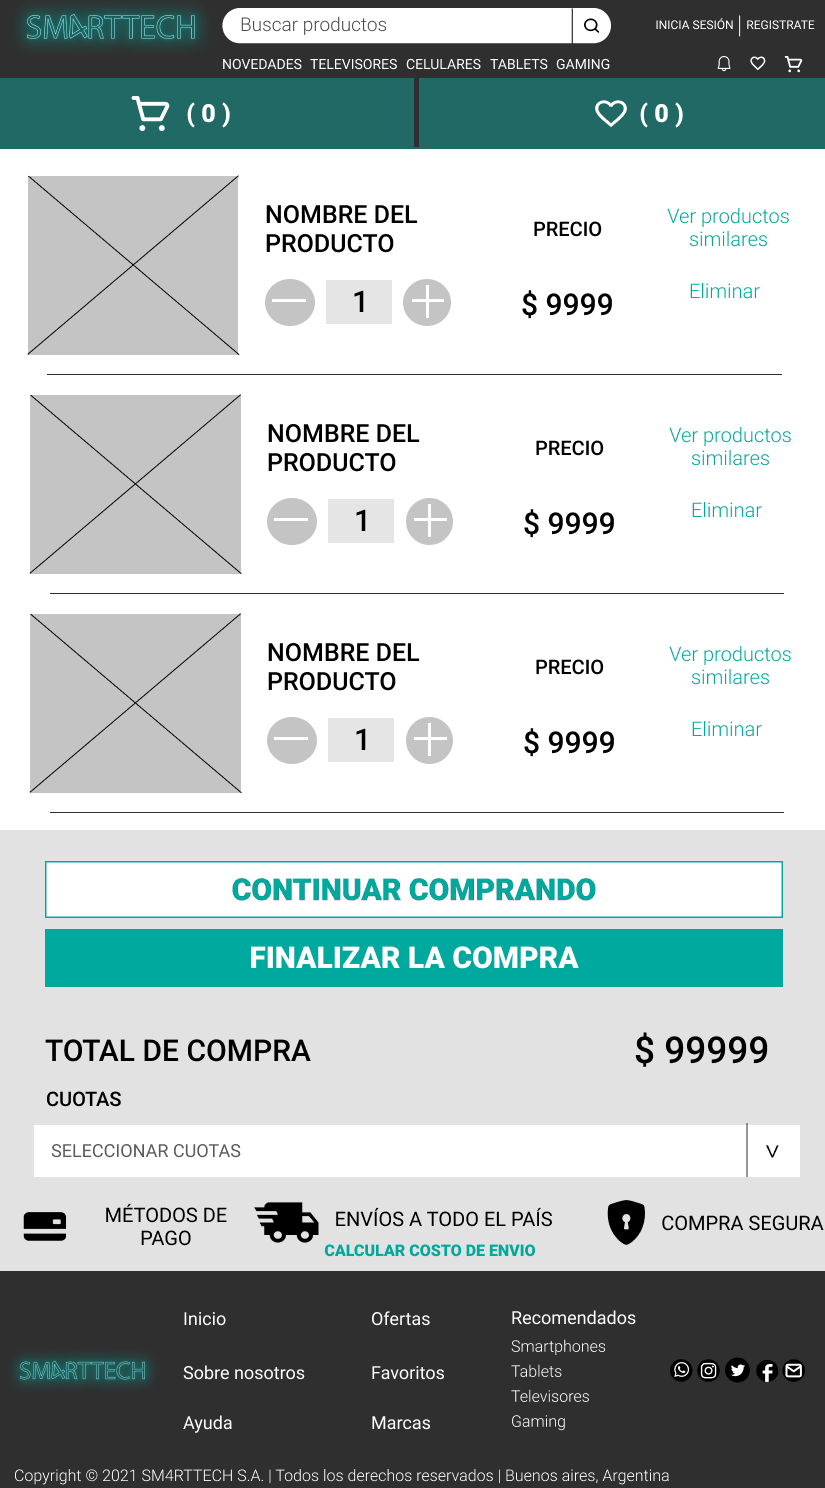 SM4RTTECH
Buscar productos
INICIA SESIÓN | REGISTRATE
NOVEDADES TELEVISORES CELULARES TABLETS GAMING
( 0 )
( 0 )
NOMBRE DEL
PRODUCTO
1
PRECIO
$ 9999
Ver productos
similares
Eliminar
NOMBRE DEL
PRODUCTO
1
PRECIO
$ 9999
Ver productos
similares
Eliminar
NOMBRE DEL
PRODUCTO
1
PRECIO
$ 9999
Ver productos
similares
Eliminar
CONTINUAR COMPRANDO
FINALIZAR LA COMPRA
TOTAL DE COMPRA
$ 99999
CUOTAS
SELECCIONAR CUOTAS
V
MÉTODOS DE
PAGO
ENVÍOS A TODO EL PAÍS
CALCULAR COSTO DE ENVIO
COMPRA SEGURA
SM4RTTECH
Inicio
Sobre nosotros
Ayuda
Ofertas
Favoritos
Marcas
Recomendados
Smartphones
Tablets
Televisores
Gaming
Copyright © 2021 SM4RTTECH S.A. | Todos los derechos reservados | Buenos aires, Argentina